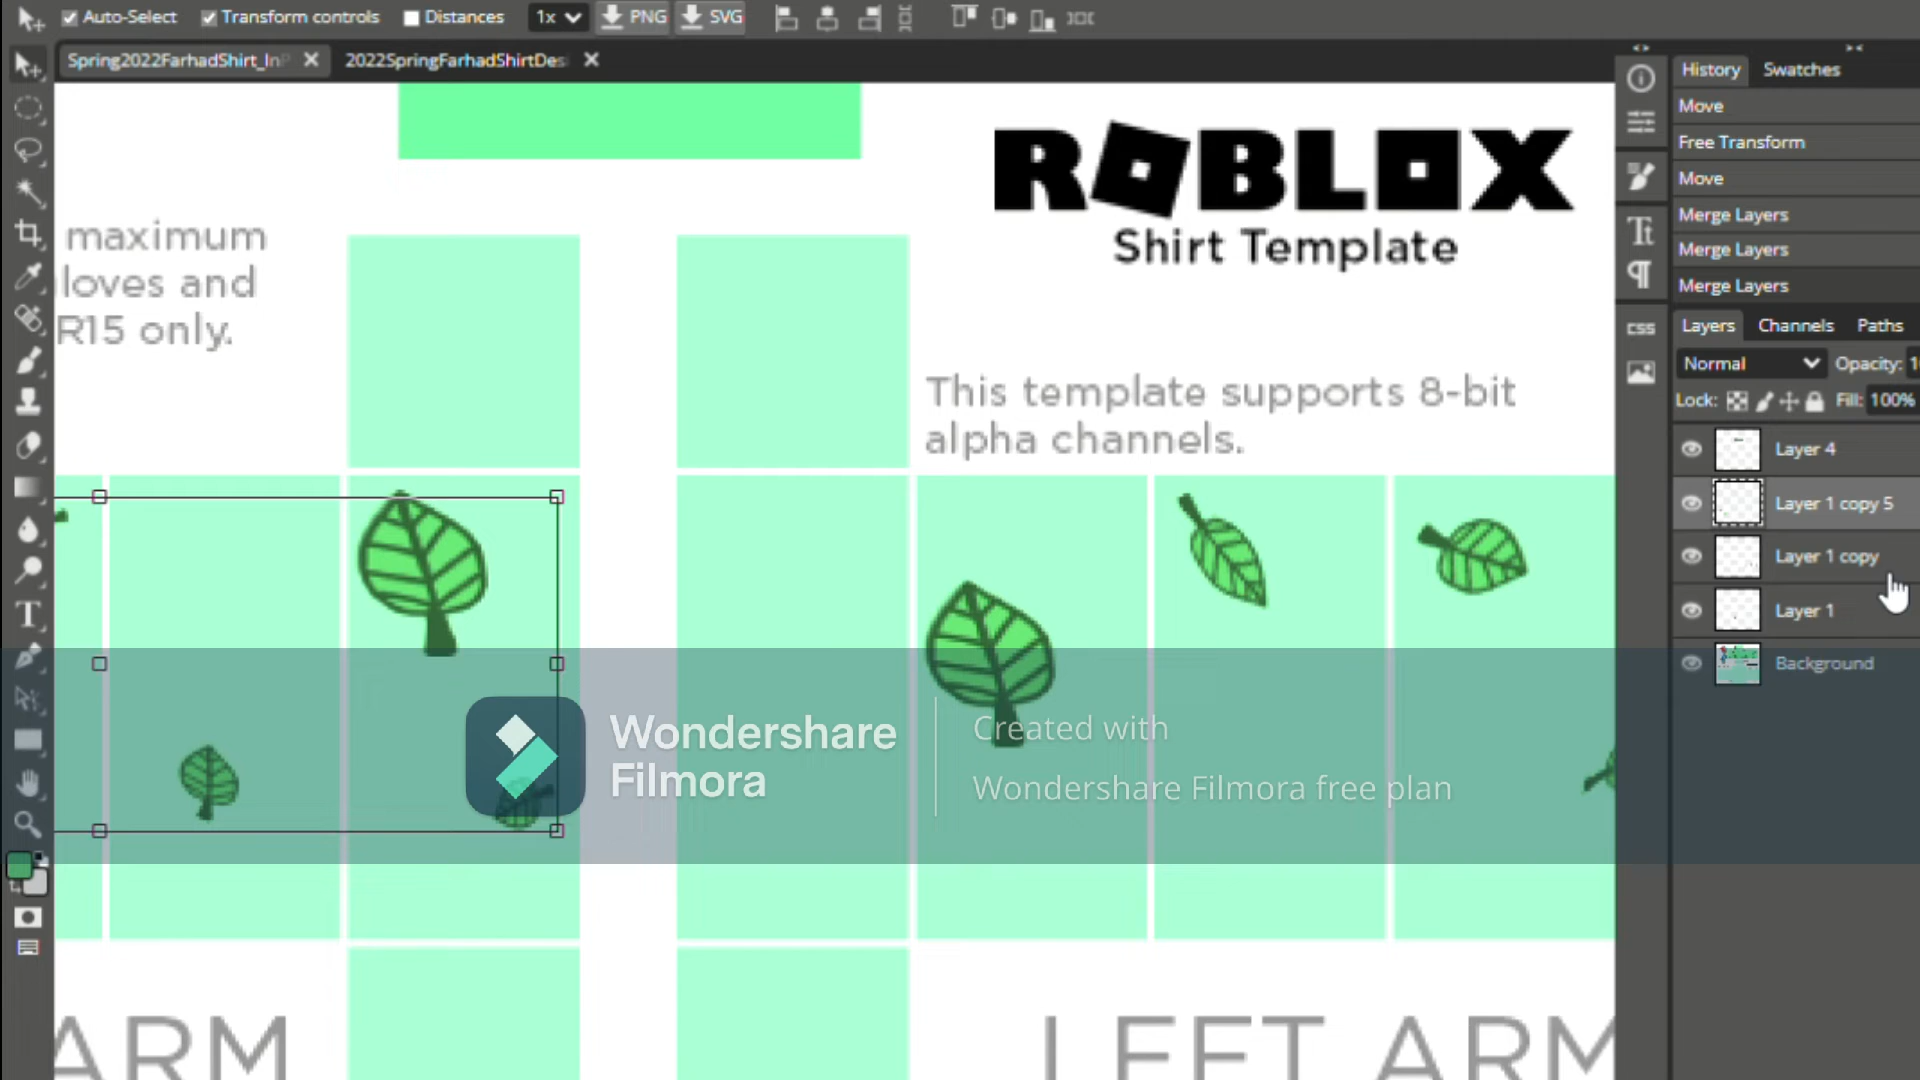 Auto-Select Transform controls Distances 1x PNG SVG
Spring2022FarhadShirt_InP 2022SpringFarhadShirtDes
History Swatches
Move
Free Transform
Move
Merge Layers
Merge Layers
Merge Layers
CSS
Layers Channels Paths
Normal Opacity: 1
Lock: Fill: 100%
Layer 4
Layer 1 copy 5
Layer 1 copy
Layer 1
Background
ROBLOX
Shirt Template
maximum
loves and
R15 only.
This template supports 8-bit
alpha channels.
Wondershare
Filmora
Created with
Wondershare Filmora free plan
ARM
LEFT ARM